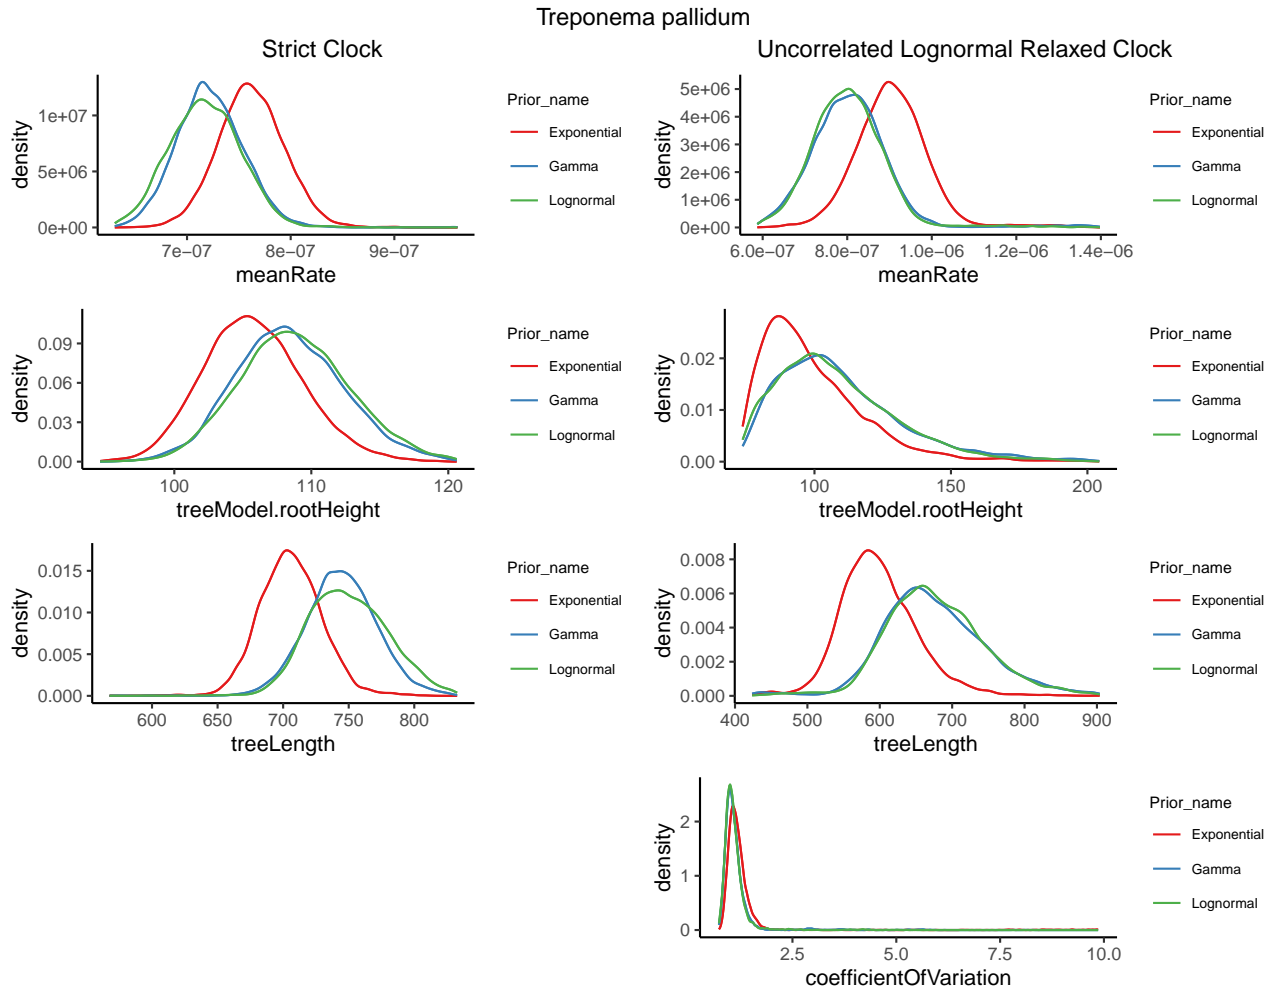 Treponema pallidum
Strict Clock
Uncorrelated Lognormal Relaxed Clock
density
1e+07
5e+06
0e+00
7e−07 8e−07 9e−07
meanRate
Prior_name
Exponential
Gamma
Lognormal
density
5e+06
4e+06
3e+06
2e+06
1e+06
0e+00
6.0e−07 8.0e−07 1.0e−06 1.2e−06 1.4e−06
meanRate
Prior_name
Exponential
Gamma
Lognormal
density
0.09
0.06
0.03
0.00
100 110 120
treeModel.rootHeight
Prior_name
Exponential
Gamma
Lognormal
density
0.02
0.01
0.00
100 150 200
treeModel.rootHeight
Prior_name
Exponential
Gamma
Lognormal
density
0.015
0.010
0.005
0.000
600 650 700 750 800
treeLength
Prior_name
Exponential
Gamma
Lognormal
density
0.008
0.006
0.004
0.002
0.000
400 500 600 700 800 900
treeLength
Prior_name
Exponential
Gamma
Lognormal
density
2
1
0
2.5 5.0 7.5 10.0
coefficientOfVariation
Prior_name
Exponential
Gamma
Lognormal